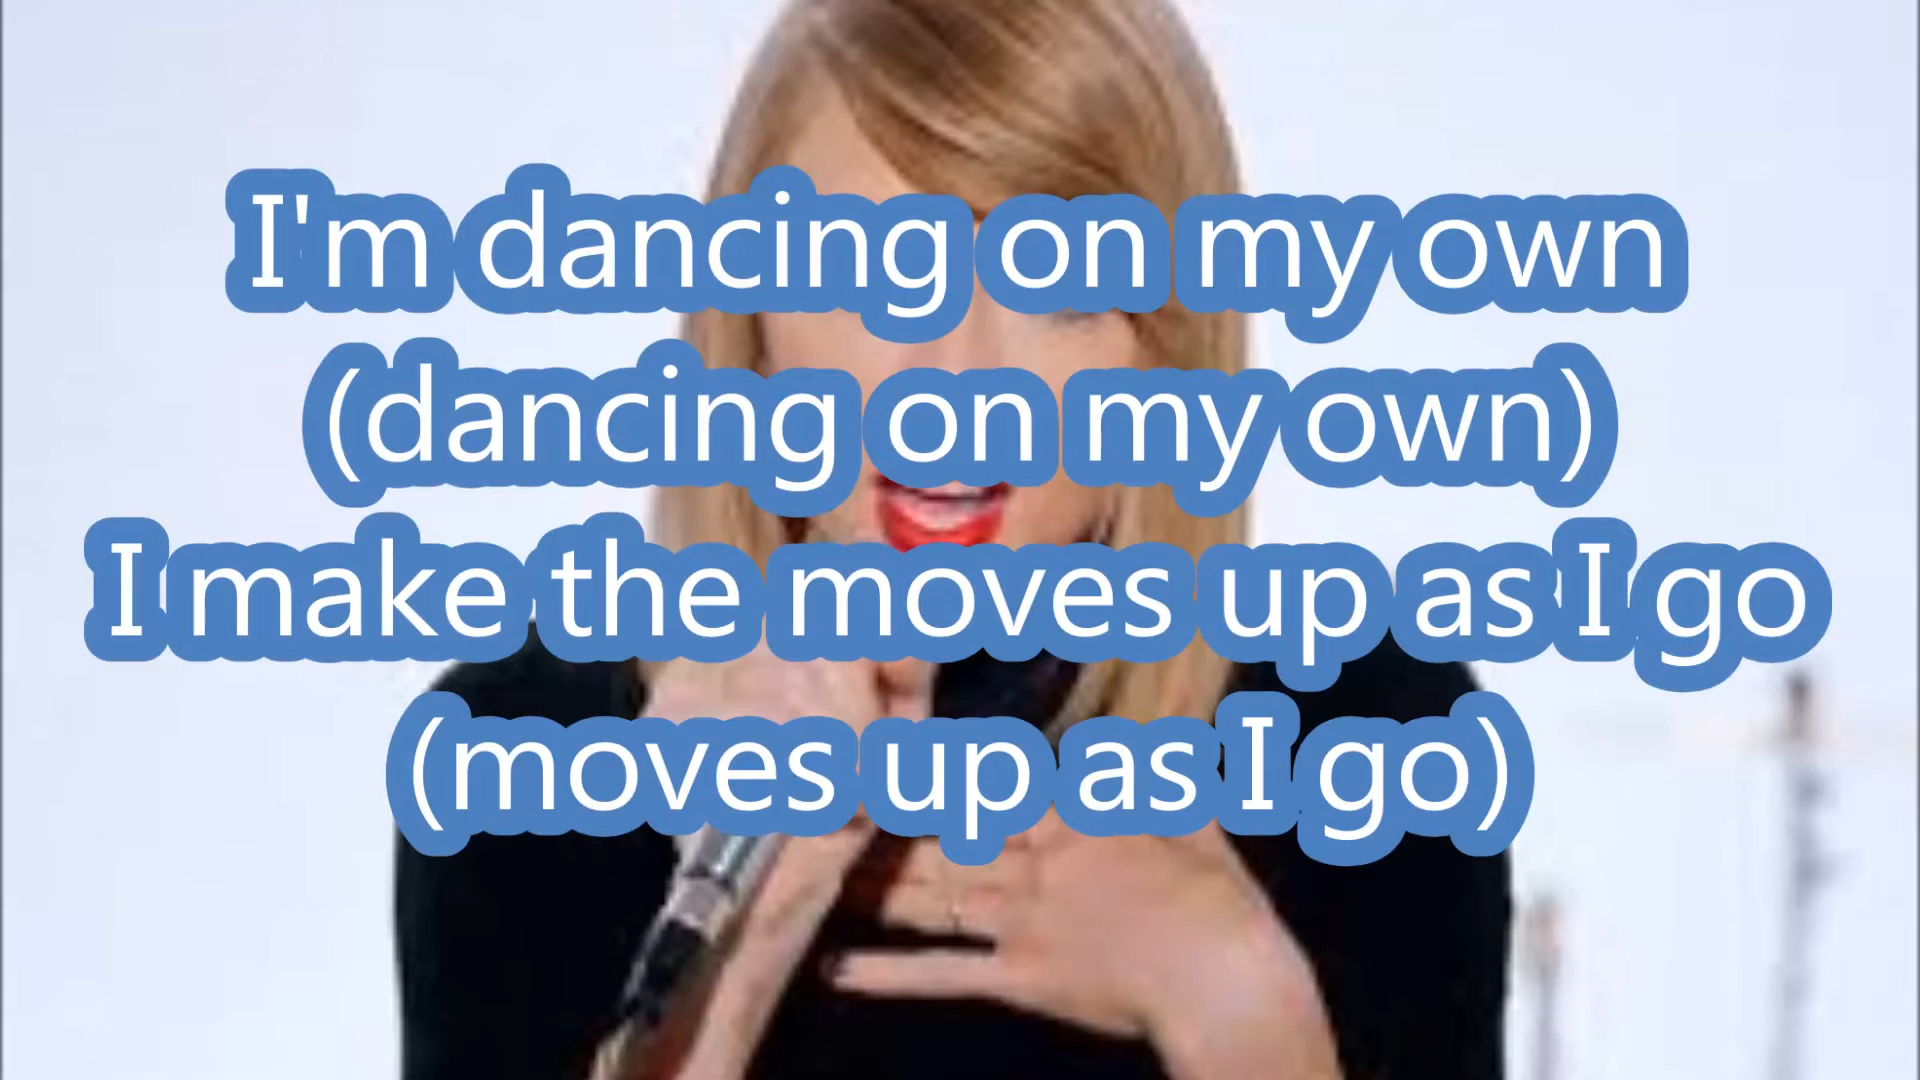 I'm dancing on my own
(dancing on my own)
I make the moves up as I go
(moves up as I go)